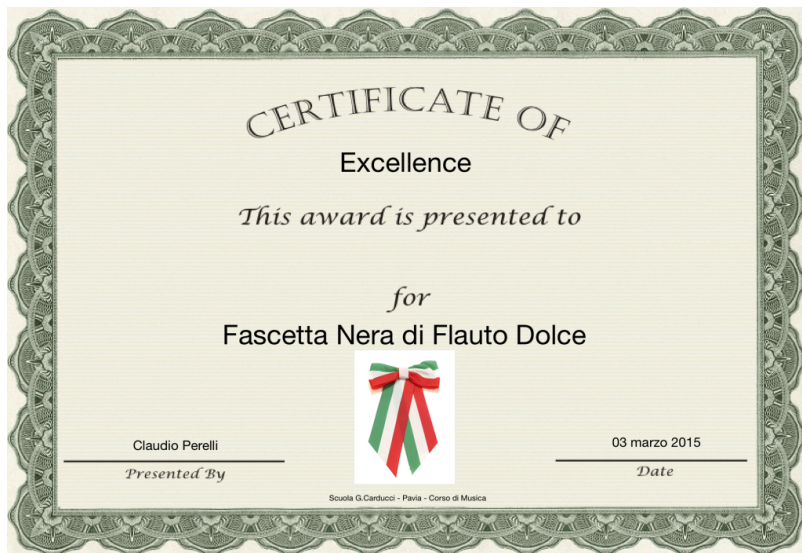 CERTIFICATE OF
Excellence
This award is presented to
for
Fascetta Nera di Flauto Dolce
Claudio Perelli
03 marzo 2015
Presented By
Date
Scuola G.Carducci - Pavia - Corso di Musica